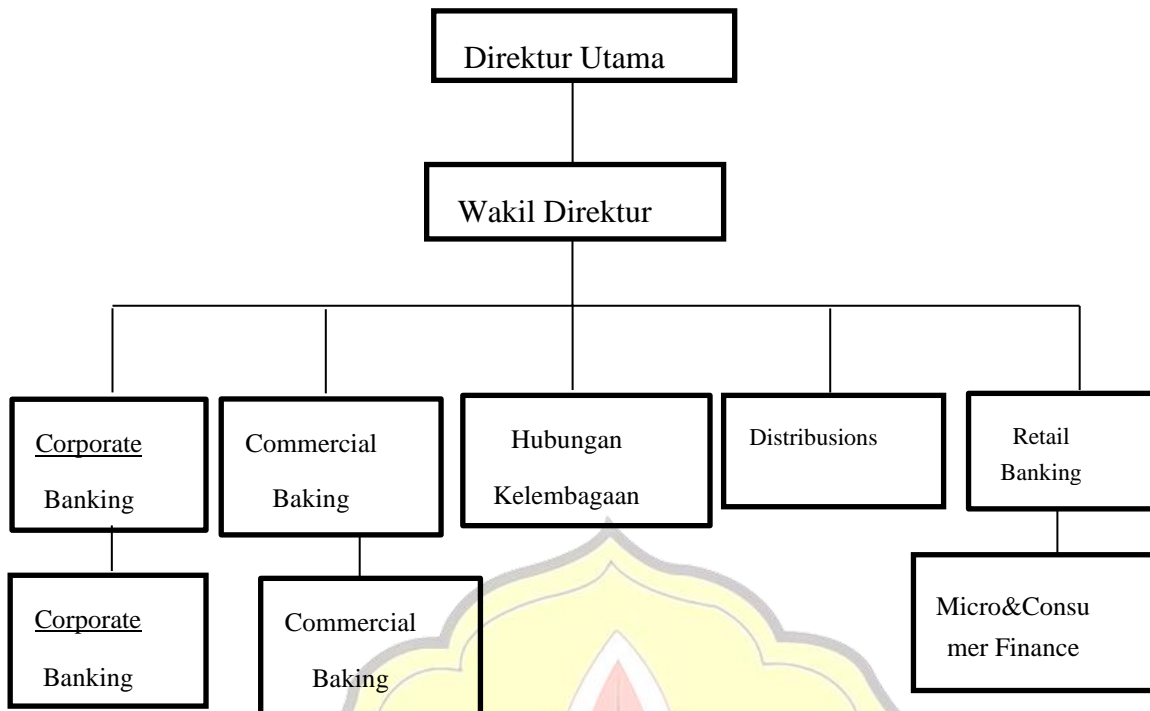 Direktur Utama
Wakil Direktur
Corporate
Banking
Commercial
Baking
Hubungan
Kelembagaan
Distribusions
Retail
Banking
Corporate
Banking
Commercial
Baking
Micro&Consu
mer Finance